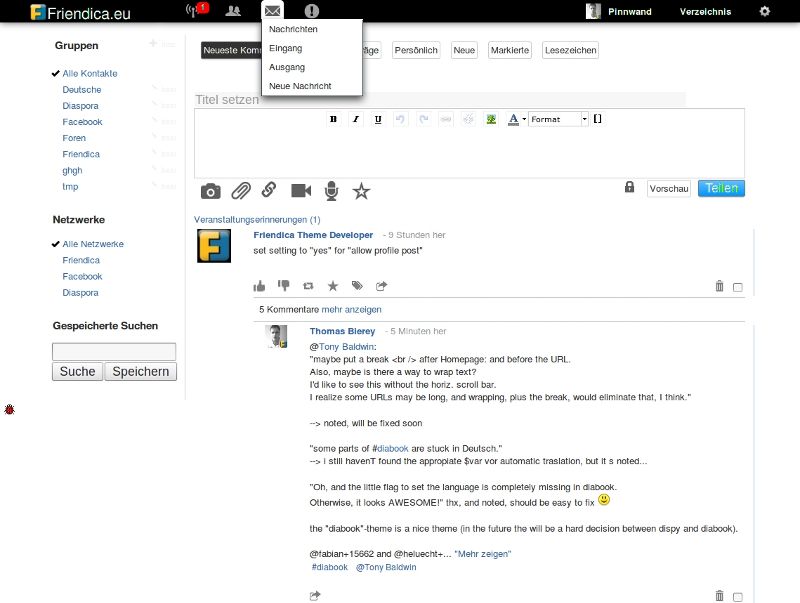 Friendica.eu
1
Pinnwand
Verzeichnis
Nachrichten
Eingang
Ausgang
Neue Nachricht
Gruppen
Alle Kontakte
Deutsche
Diaspora
Facebook
Foren
Friendica
ghgh
tmp
Netzwerke
Alle Netzwerke
Friendica
Facebook
Diaspora
Gespeicherte Suchen
Suche Speichern
Neueste Komm
räge
Persönlich
Neue
Markierte
Lesezeichen
Titel setzen
B I U A Format []
Vorschau
Teilen
Veranstaltungserinnerungen (1)
Friendica Theme Developer - 9 Stunden her
set setting to "yes" for "allow profile post"
5 Kommentare mehr anzeigen
Thomas Bierey - 5 Minuten her
@Tony Baldwin:
"maybe put a break <br /> after Homepage: and before the URL.
Also, maybe is there a way to wrap text?
I'd like to see this without the horiz. scroll bar.
I realize some URLs may be long, and wrapping, plus the break, would eliminate that, I think."
--> noted, will be fixed soon
"some parts of #diabook are stuck in Deutsch."
--> i still havenT found the appropiate $var vor automatic traslation, but it s noted...
"Oh, and the little flag to set the language is completely missing in diabook.
Otherwise, it looks AWESOME!" thx, and noted, should be easy to fix
the "diabook"-theme is a nice theme (in the future the will be a hard decision between dispy and diabook).
@fabian+15662 and @heluecht+... "Mehr zeigen"
#diabook @Tony Baldwin